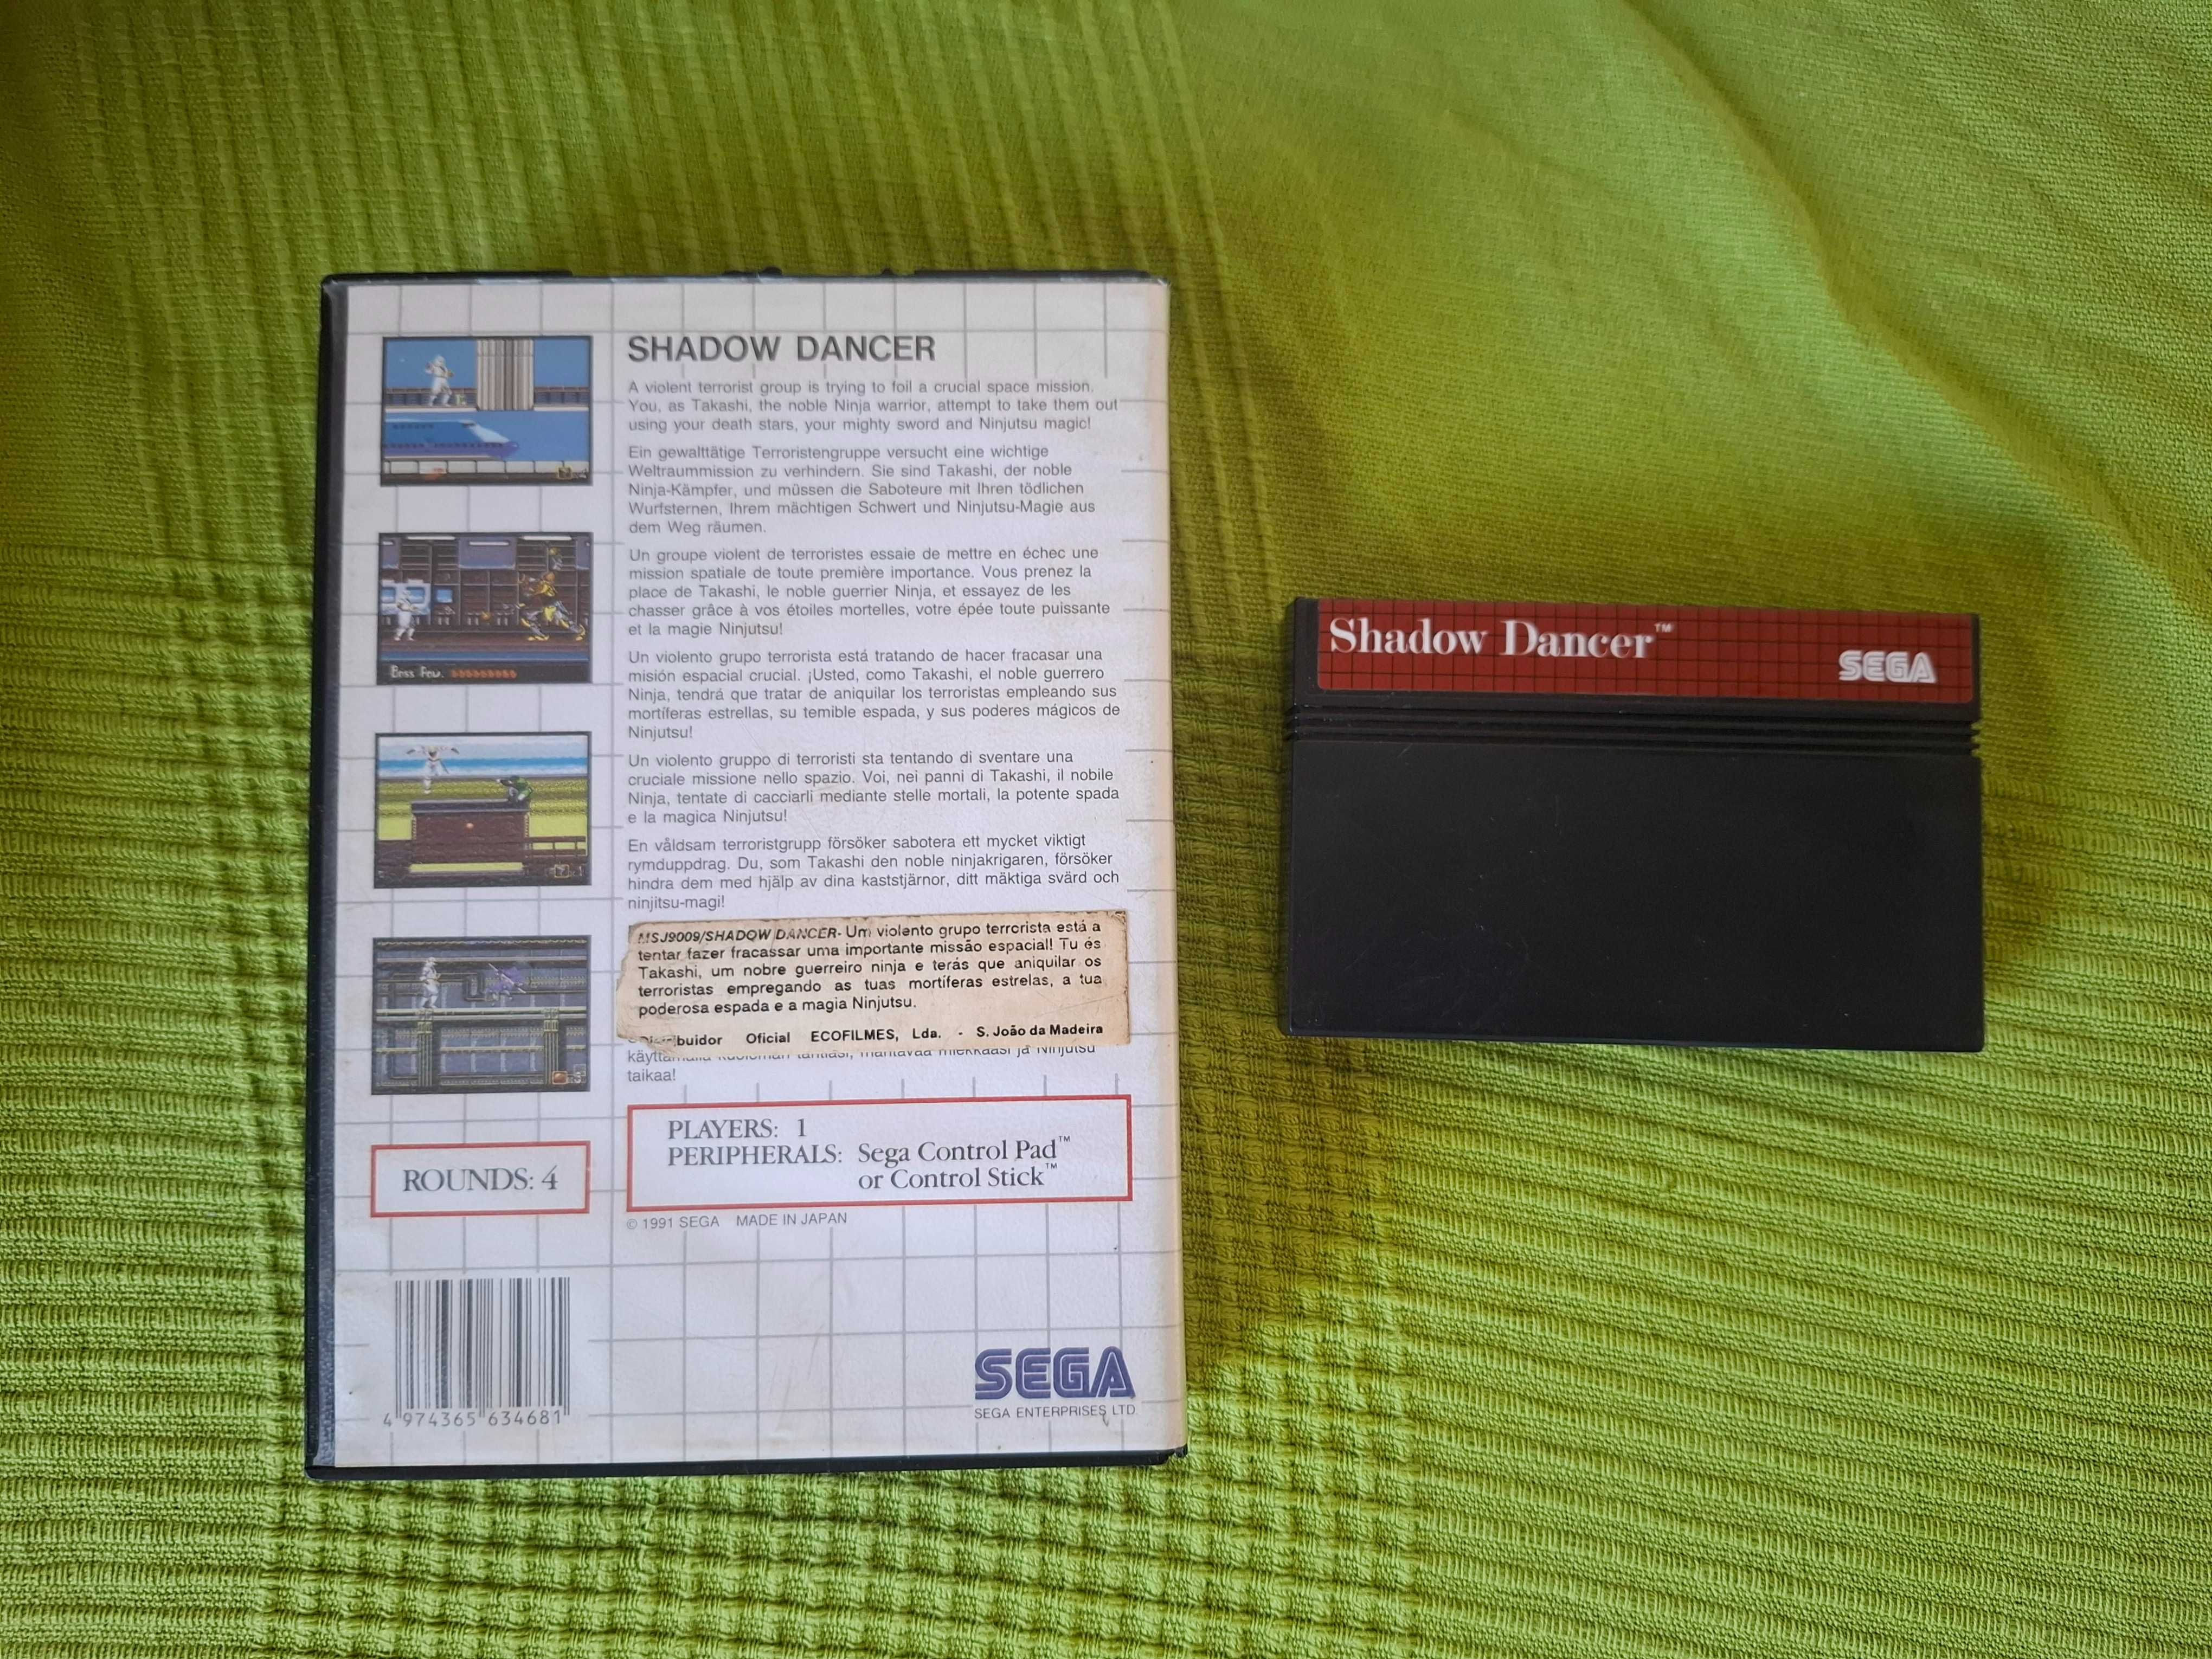 SHADOW DANCER
A violent terrorist group is trying to foil a crucial space mission.
You, as Takashi, the noble Ninja warrior, attempt to take them out
using your death stars, your mighty sword and Ninjutsu magic!
Ein gewalttätige Terroristengruppe versucht eine wichtige
Weltraummission zu verhindern. Sie sind Takashi, der noble
Ninja-Kämpfer, und müssen die Saboteure mit Ihren tödlichen
Wurfsternen, Ihrem mächtigen Schwert und Ninjutsu-Magie aus
dem Weg räumen.
Un groupe violent de terroristes essaie de mettre en échec une
mission spatiale de toute première importance. Vous prenez la
place de Takashi, le noble guerrier Ninja, et essayez de les
chasser grâce à vos étoiles mortelles, votre épée toute puissante
et la magie Ninjutsu!
Un violento grupo terrorista está tratando de hacer fracasar una
misión espacial crucial. ¡Usted, como Takashi, el noble guerrero
Ninja, tendrá que tratar de aniquilar los terroristas empleando sus
mortíferas estrellas, su temible espada, y sus poderes mágicos de
Ninjutsu!
Un violento gruppo di terroristi sta tentando di sventare una
cruciale missione nello spazio. Voi, nei panni di Takashi, il nobile
Ninja, tentate di cacciarli mediante stelle mortali, la potente spada
e la magica Ninjutsu!
En våldsam terroristgrupp försöker sabotera ett mycket viktigt
rymduppdrag. Du, som Takashi den noble ninjakrigaren, försöker
hindra dem med hjälp av dina kaststjärnor, ditt mäktiga svärd och
ninjitsu-magi!
MSJ9009/SHADOW DANCER- Um violento grupo terrorista está a
tentar fazer fracassar uma importante missão espacial! Tu és
Takashi, um nobre guerreiro ninja e terás que aniquilar os
terroristas empregando as tuas mortíferas estrelas, a tua
poderosa espada e a magia Ninjutsu.
Oficial ECOFILMES, Lda. - S. João da Madeira
ja Ninjutsu
taikaa!
PLAYERS: 1
PERIPHERALS: Sega Control Pad™
or Control Stick™
ROUNDS: 4
© 1991 SEGA MADE IN JAPAN
4 974365 634681
SEGA
SEGA ENTERPRISES LTD.
Shadow Dancer™
SEGA